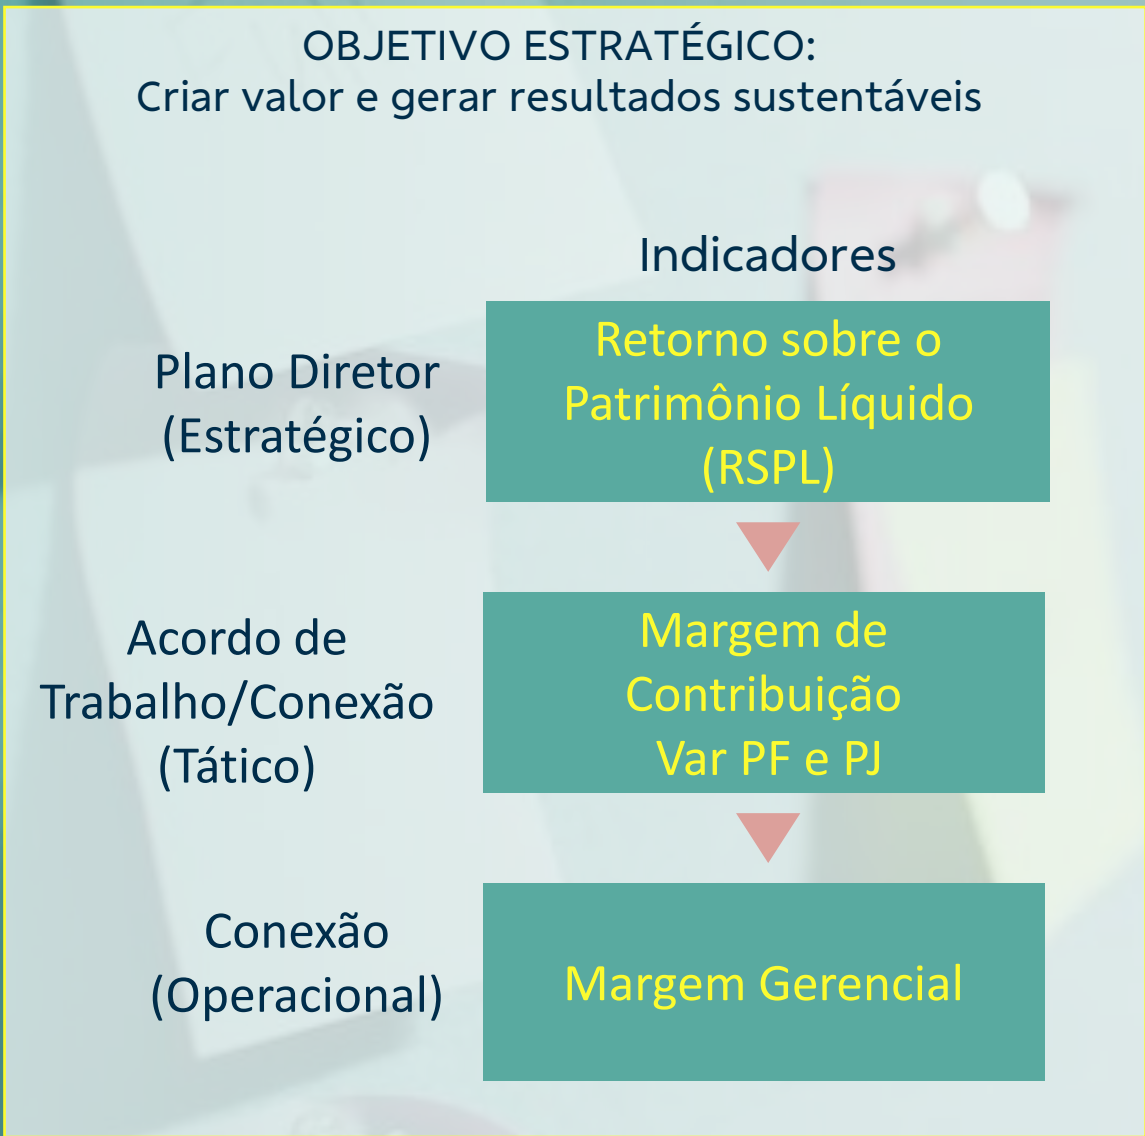 OBJETIVO ESTRATÉGICO:
Criar valor e gerar resultados sustentáveis
Indicadores
Plano Diretor
(Estratégico)
Retorno sobre o
Patrimônio Líquido
(RSPL)
Acordo de
Trabalho/Conexão
(Tático)
Margem de
Contribuição
Var PF e PJ
Conexão
(Operacional)
Margem Gerencial